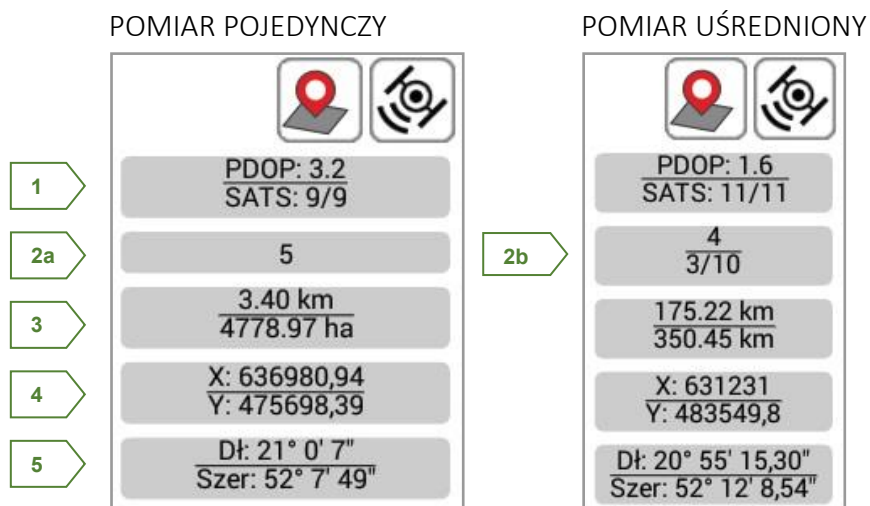 POMIAR POJEDYNCZY
1
PDOP: 3.2
SATS: 9/9
2a
5
3
3.40 km
4778.97 ha
4
X: 636980,94
Y: 475698,39
5
Dł: 21° 0' 7"
Szer: 52° 7' 49"
POMIAR UŚREDNIONY
PDOP: 1.6
SATS: 11/11
2b
4
3/10
175.22 km
350.45 km
X: 631231
Y: 483549,8
Dł: 20° 55' 15,30"
Szer: 52° 12' 8,54"